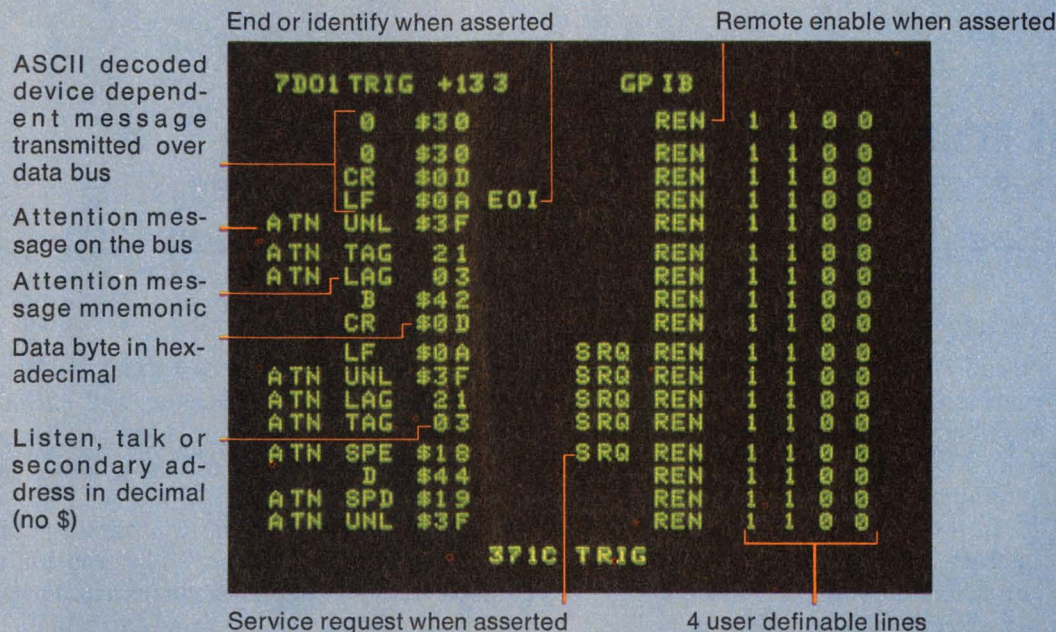 End or identify when asserted
Remote enable when asserted
ASCII decoded
device depend-
ent message
transmitted over
data bus
Attention mes-
sage on the bus
Attention mes-
sage mnemonic
Data byte in hex-
adecimal
Listen, talk or
secondary ad-
dress in decimal
(no $)
7D01 TRIG +133 GPIB
0 $30 REN 1 1 0 0
0 $30 REN 1 1 0 0
CR $0D REN 1 1 0 0
LF $0A EOI REN 1 1 0 0
ATN UNL $3F REN 1 1 0 0
ATN TAG 21 REN 1 1 0 0
ATN LAG 03 REN 1 1 0 0
B $42 REN 1 1 0 0
CR $0D REN 1 1 0 0
LF $0A SRQ REN 1 1 0 0
ATN UNL $3F SRQ REN 1 1 0 0
ATN LAG 21 SRQ REN 1 1 0 0
ATN TAG 03 SRQ REN 1 1 0 0
ATN SPE $18 SRQ REN 1 1 0 0
D $44 REN 1 1 0 0
ATN SPD $19 REN 1 1 0 0
ATN UNL $3F REN 1 1 0 0
371C TRIG
Service request when asserted
4 user definable lines